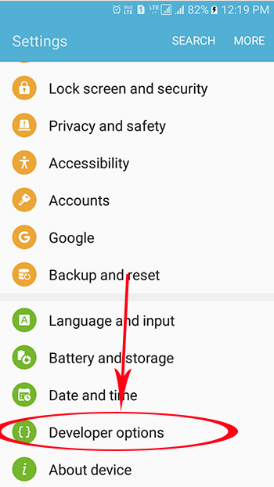 82% 12:19 PM
Settings SEARCH MORE
Lock screen and security
Privacy and safety
Accessibility
Accounts
Google
Backup and reset
Language and input
Battery and storage
Date and time
Developer options
About device